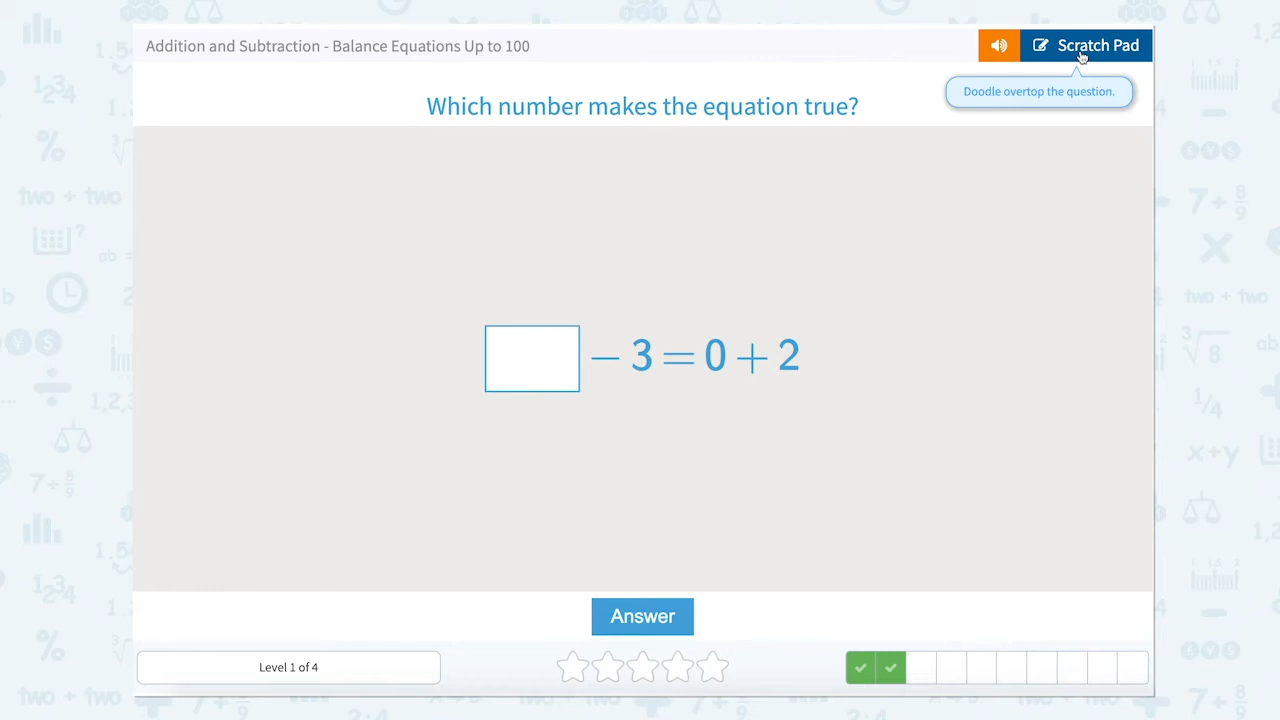 Addition and Subtraction - Balance Equations Up to 100
Scratch Pad
Doodle overtop the question.
Which number makes the equation true?
− 3 = 0 + 2
Answer
Level 1 of 4